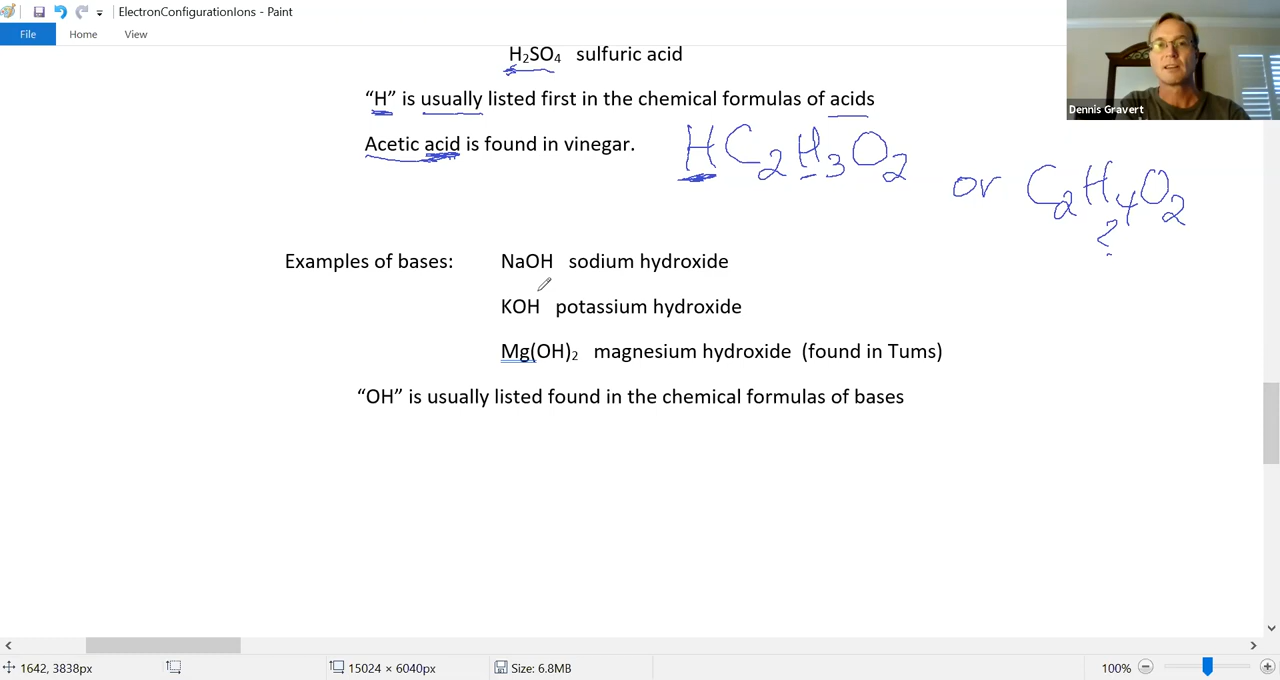 ElectronConfigurationIons - Paint
File Home View
Dennis Gravert
H₂SO₄ sulfuric acid
“H” is usually listed first in the chemical formulas of acids
Acetic acid is found in vinegar. HC₂H₃O₂
or C₂H₄O₂
?
Examples of bases: NaOH sodium hydroxide
KOH potassium hydroxide
Mg(OH)₂ magnesium hydroxide (found in Tums)
“OH” is usually listed found in the chemical formulas of bases
1642, 3838px 15024 × 6040px Size: 6.8MB 100%